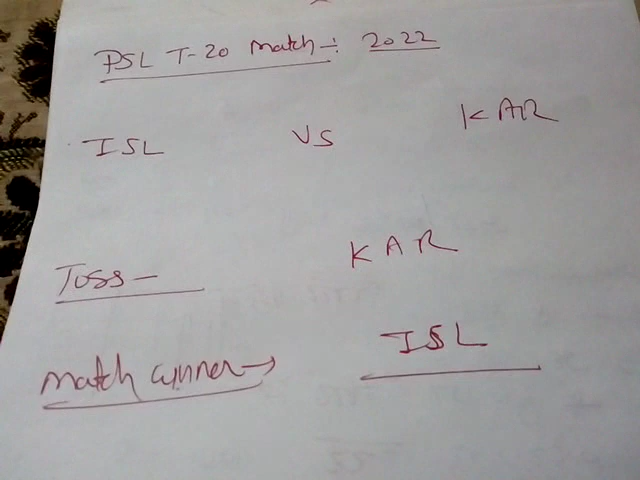 PSL T-20 Match:- 2022
ISL VS KAR
Toss - KAR
Match winner → ISL